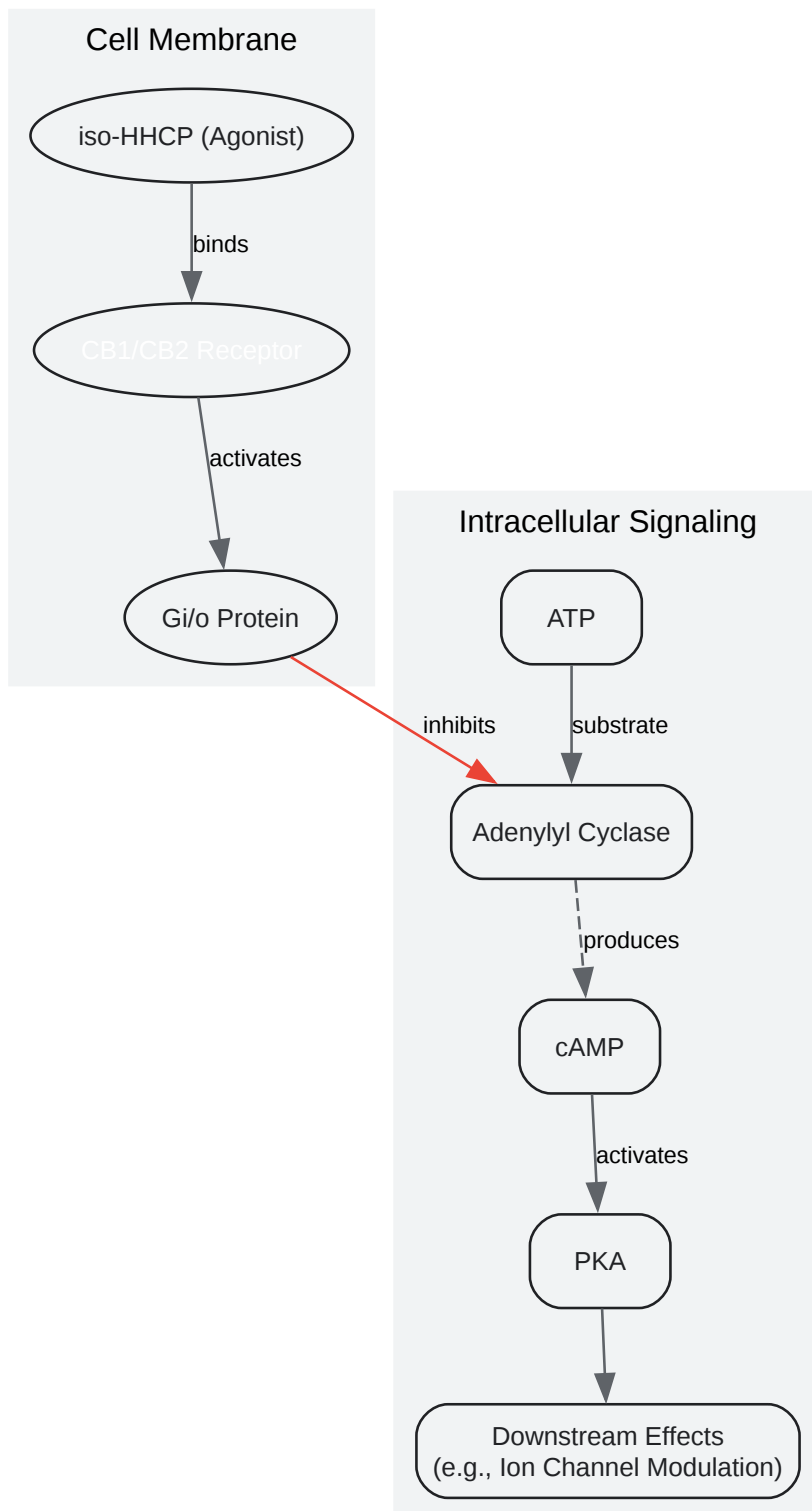 Cell Membrane
iso-HHCP (Agonist)
binds
CB1/CB2 Receptor
activates
Gi/o Protein
Intracellular Signaling
ATP
inhibits
substrate
Adenylyl Cyclase
produces
cAMP
activates
PKA
Downstream Effects
(e.g., Ion Channel Modulation)